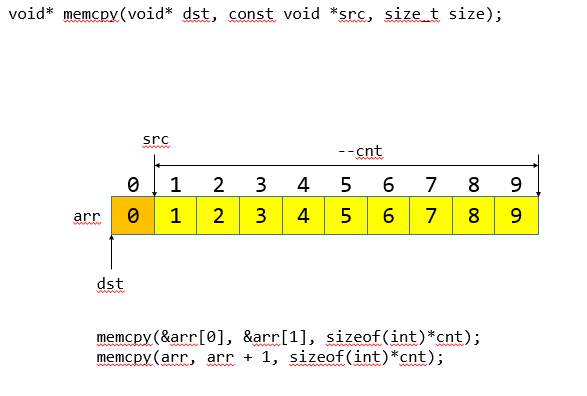 void* memcpy(void* dst, const void *src, size_t size);
src
--cnt
0 1 2 3 4 5 6 7 8 9
arr 0 1 2 3 4 5 6 7 8 9
dst
memcpy(&arr[0], &arr[1], sizeof(int)*cnt);
memcpy(arr, arr + 1, sizeof(int)*cnt);